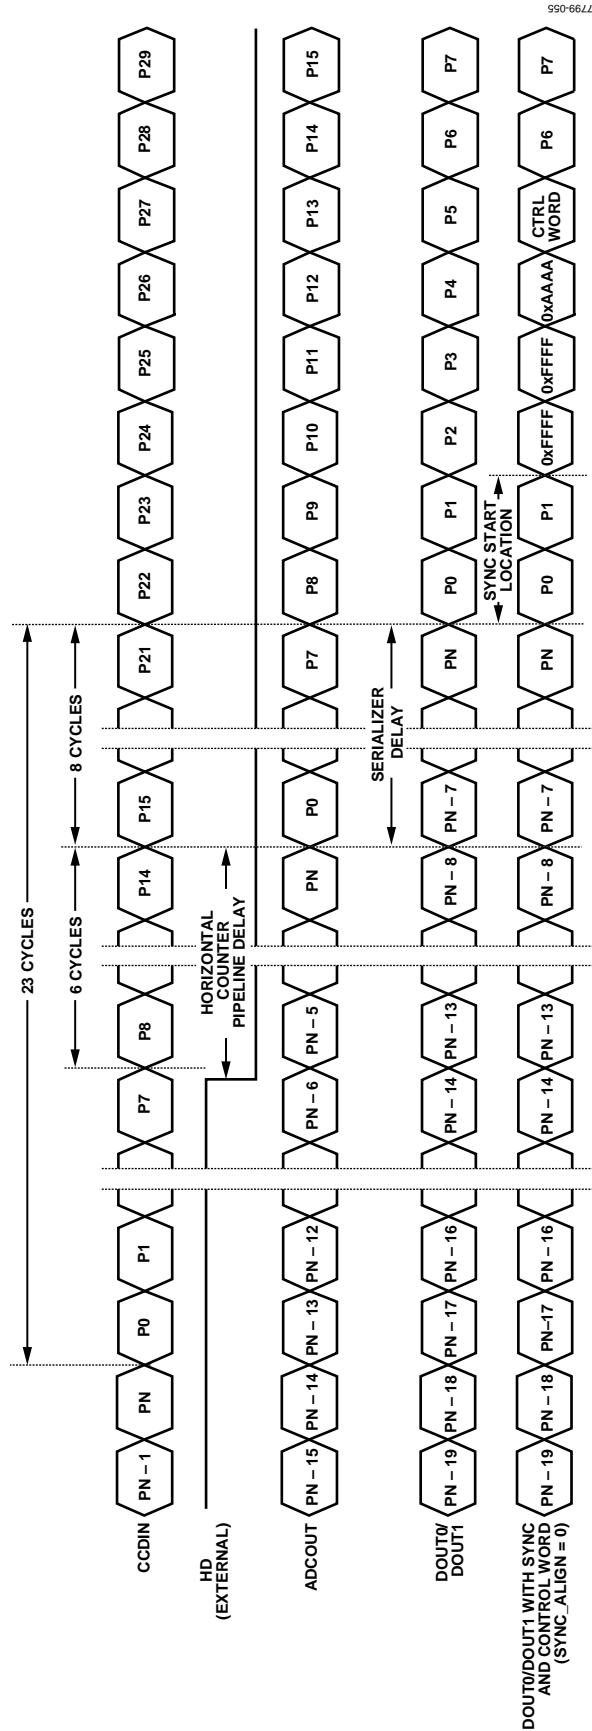 23 CYCLES
6 CYCLES
8 CYCLES
CCDIN
PN – 1
PN
P0
P1
P7
P8
P14
P15
P21
P22
P23
P24
P25
P26
P27
P28
P29
HD
(EXTERNAL)
HORIZONTAL
COUNTER
PIPELINE DELAY
ADCOUT
PN – 15
PN – 14
PN – 13
PN – 12
PN – 6
PN – 5
PN
P0
P7
P8
P9
P10
P11
P12
P13
P14
P15
SERIALIZER
DELAY
DOUT0/
DOUT1
PN – 19
PN – 18
PN – 17
PN – 16
PN – 14
PN – 13
PN – 8
PN – 7
PN
P0
P1
P2
P3
P4
P5
P6
P7
SYNC START
LOCATION
DOUT0/DOUT1 WITH SYNC
AND CONTROL WORD
(SYNC_ALIGN = 0)
PN – 19
PN – 18
PN–17
PN – 16
PN – 14
PN – 13
PN – 8
PN – 7
PN
P0
P1
0xFFFF
0xFFFF
0xAAAA
CTRL
WORD
P6
P7
7799-055